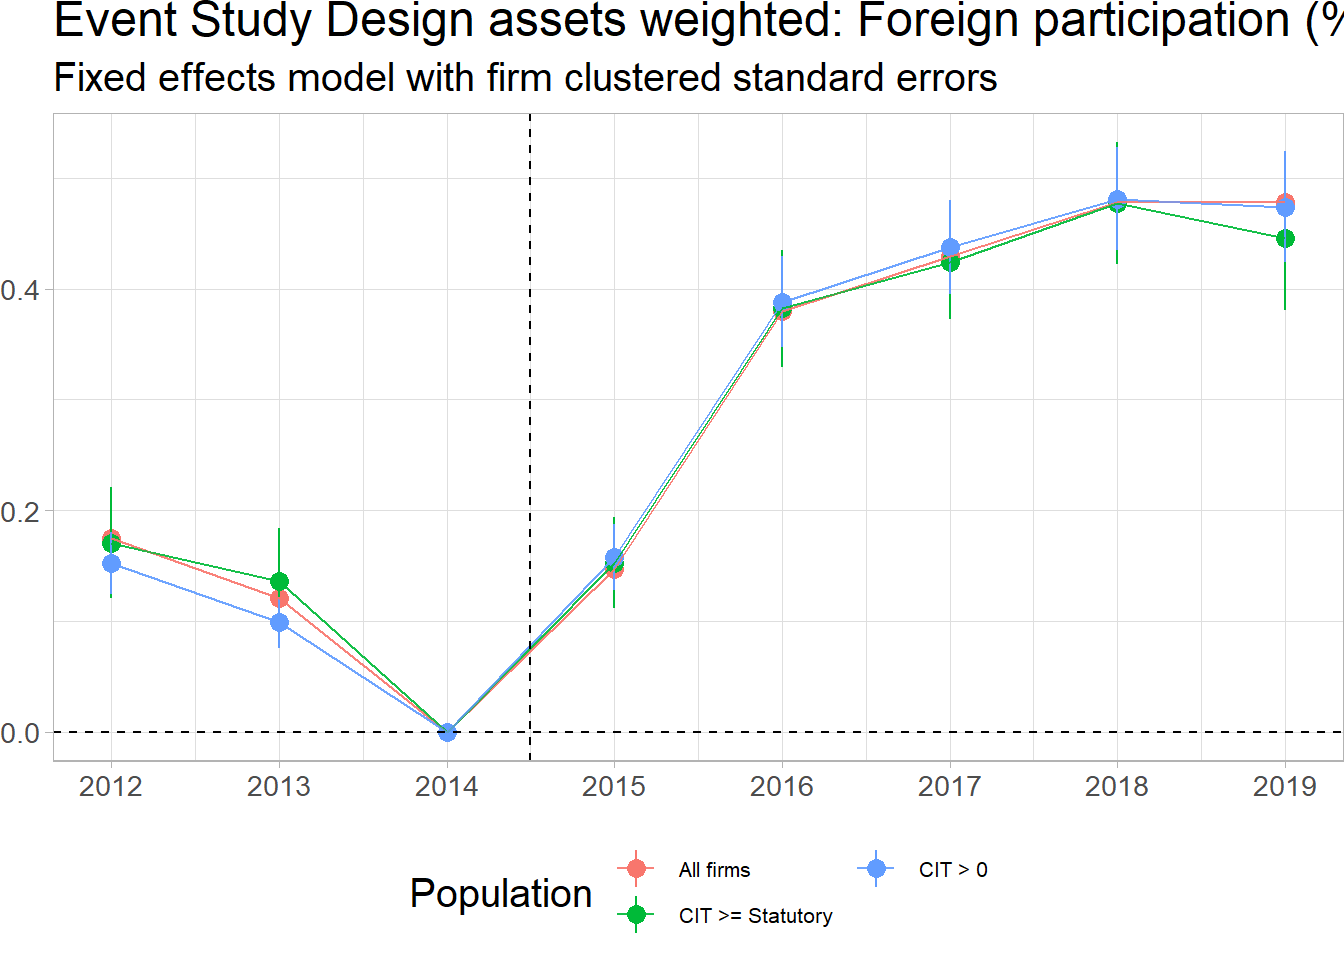 Event Study Design assets weighted: Foreign participation (%
Fixed effects model with firm clustered standard errors
0.4
0.2
0.0
2012 2013 2014 2015 2016 2017 2018 2019
Population
All firms
CIT >= Statutory
CIT > 0